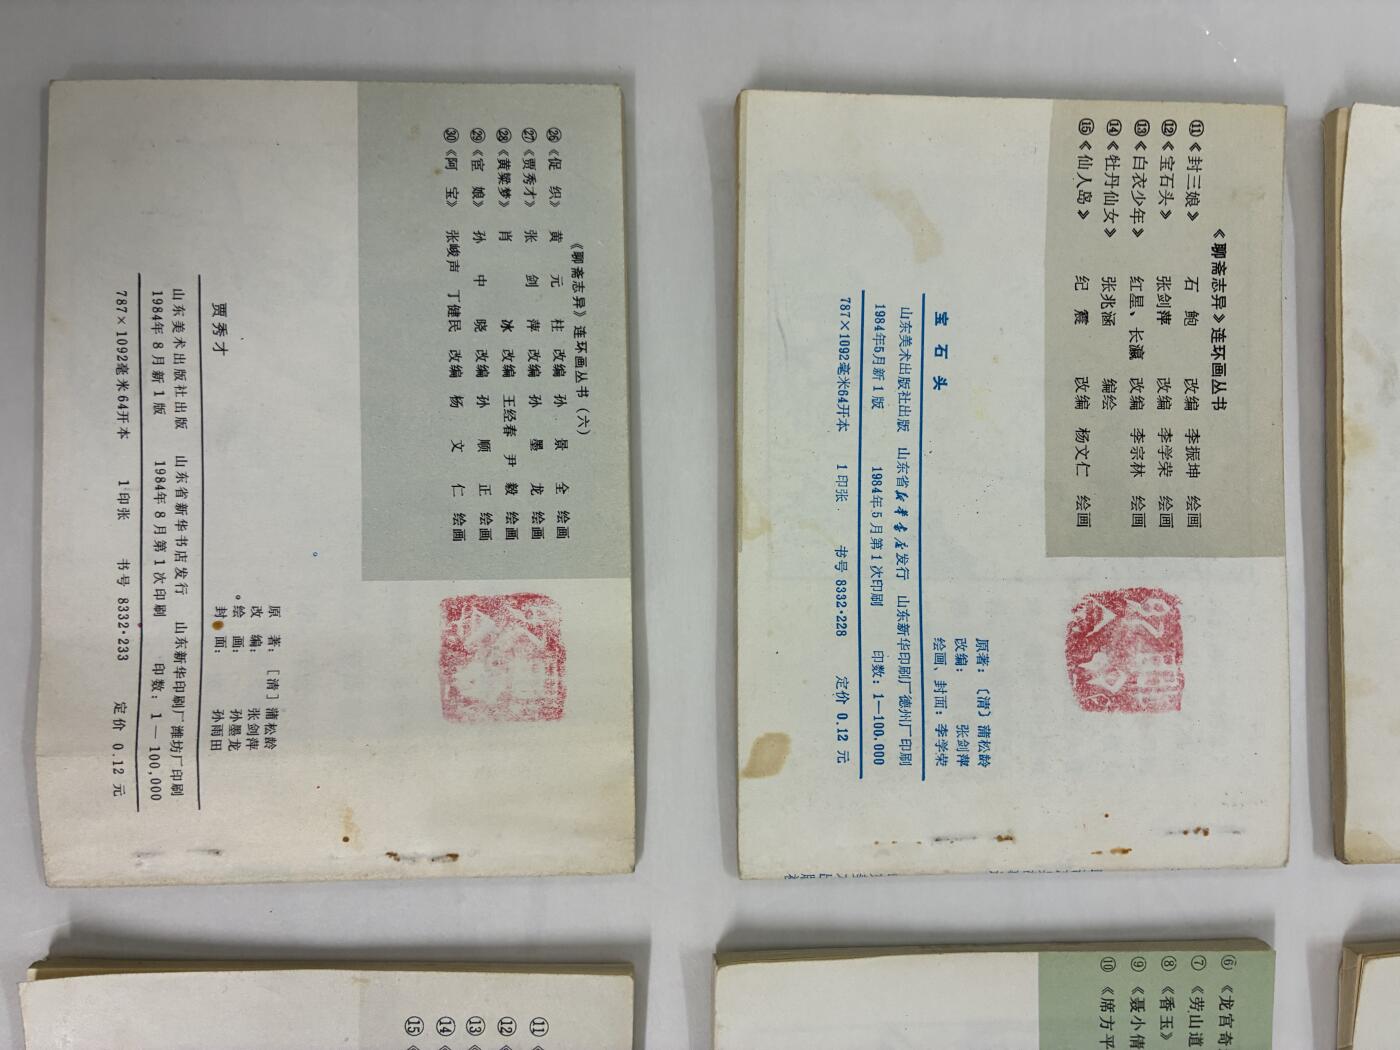 《聊斋志异》连环画丛书（六）
㉖《促织》 黄元柱 改编 孙景全 绘画
㉗《贾秀才》 张剑萍 改编 孙墨龙 绘画
㉘《黄粱梦》 肖冰 改编 王经春 尹毅 绘画
㉙《宦娘》 孙中晓 改编 孙顺正 绘画
㉚《阿宝》 张峻声 丁健民 改编 杨文仁 绘画
原著：〔清〕蒲松龄
改编：张剑萍
绘画：孙墨龙
封面：孙雨田
贾秀才
山东美术出版社出版 山东省新华书店发行 山东新华印刷厂潍坊厂印刷
1984年8月新1版 1984年8月第1次印刷 印数：1—100,000
787×1092毫米64开本 1印张 书号 8332·233 定价 0.12 元
《聊斋志异》连环画丛书
⑪《封三娘》 石鲍 改编 李振坤 绘画
⑫《宝石头》 张剑萍 改编 李学荣 绘画
⑬《白衣少年》 红星、长瀛 改编 李宗林 绘画
⑭《牡丹仙女》 张兆涵 编绘
⑮《仙人岛》 纪震 改编 杨文仁 绘画
原著：〔清〕蒲松龄
改编：张剑萍
绘画、封面：李学荣
宝石头
山东美术出版社出版 山东省新华书店发行 山东新华印刷厂德州厂印刷
1984年5月新1版 1984年5月第1次印刷 印数：1—100,000
787×1092毫米64开本 1印张 书号 8332·228 定价 0.12 元
⑪《
⑫《
⑬《
⑭《
⑮《
⑥《龙宫奇
⑦《劳山道
⑧《香玉》
⑨《聂小倩
⑩《席方平